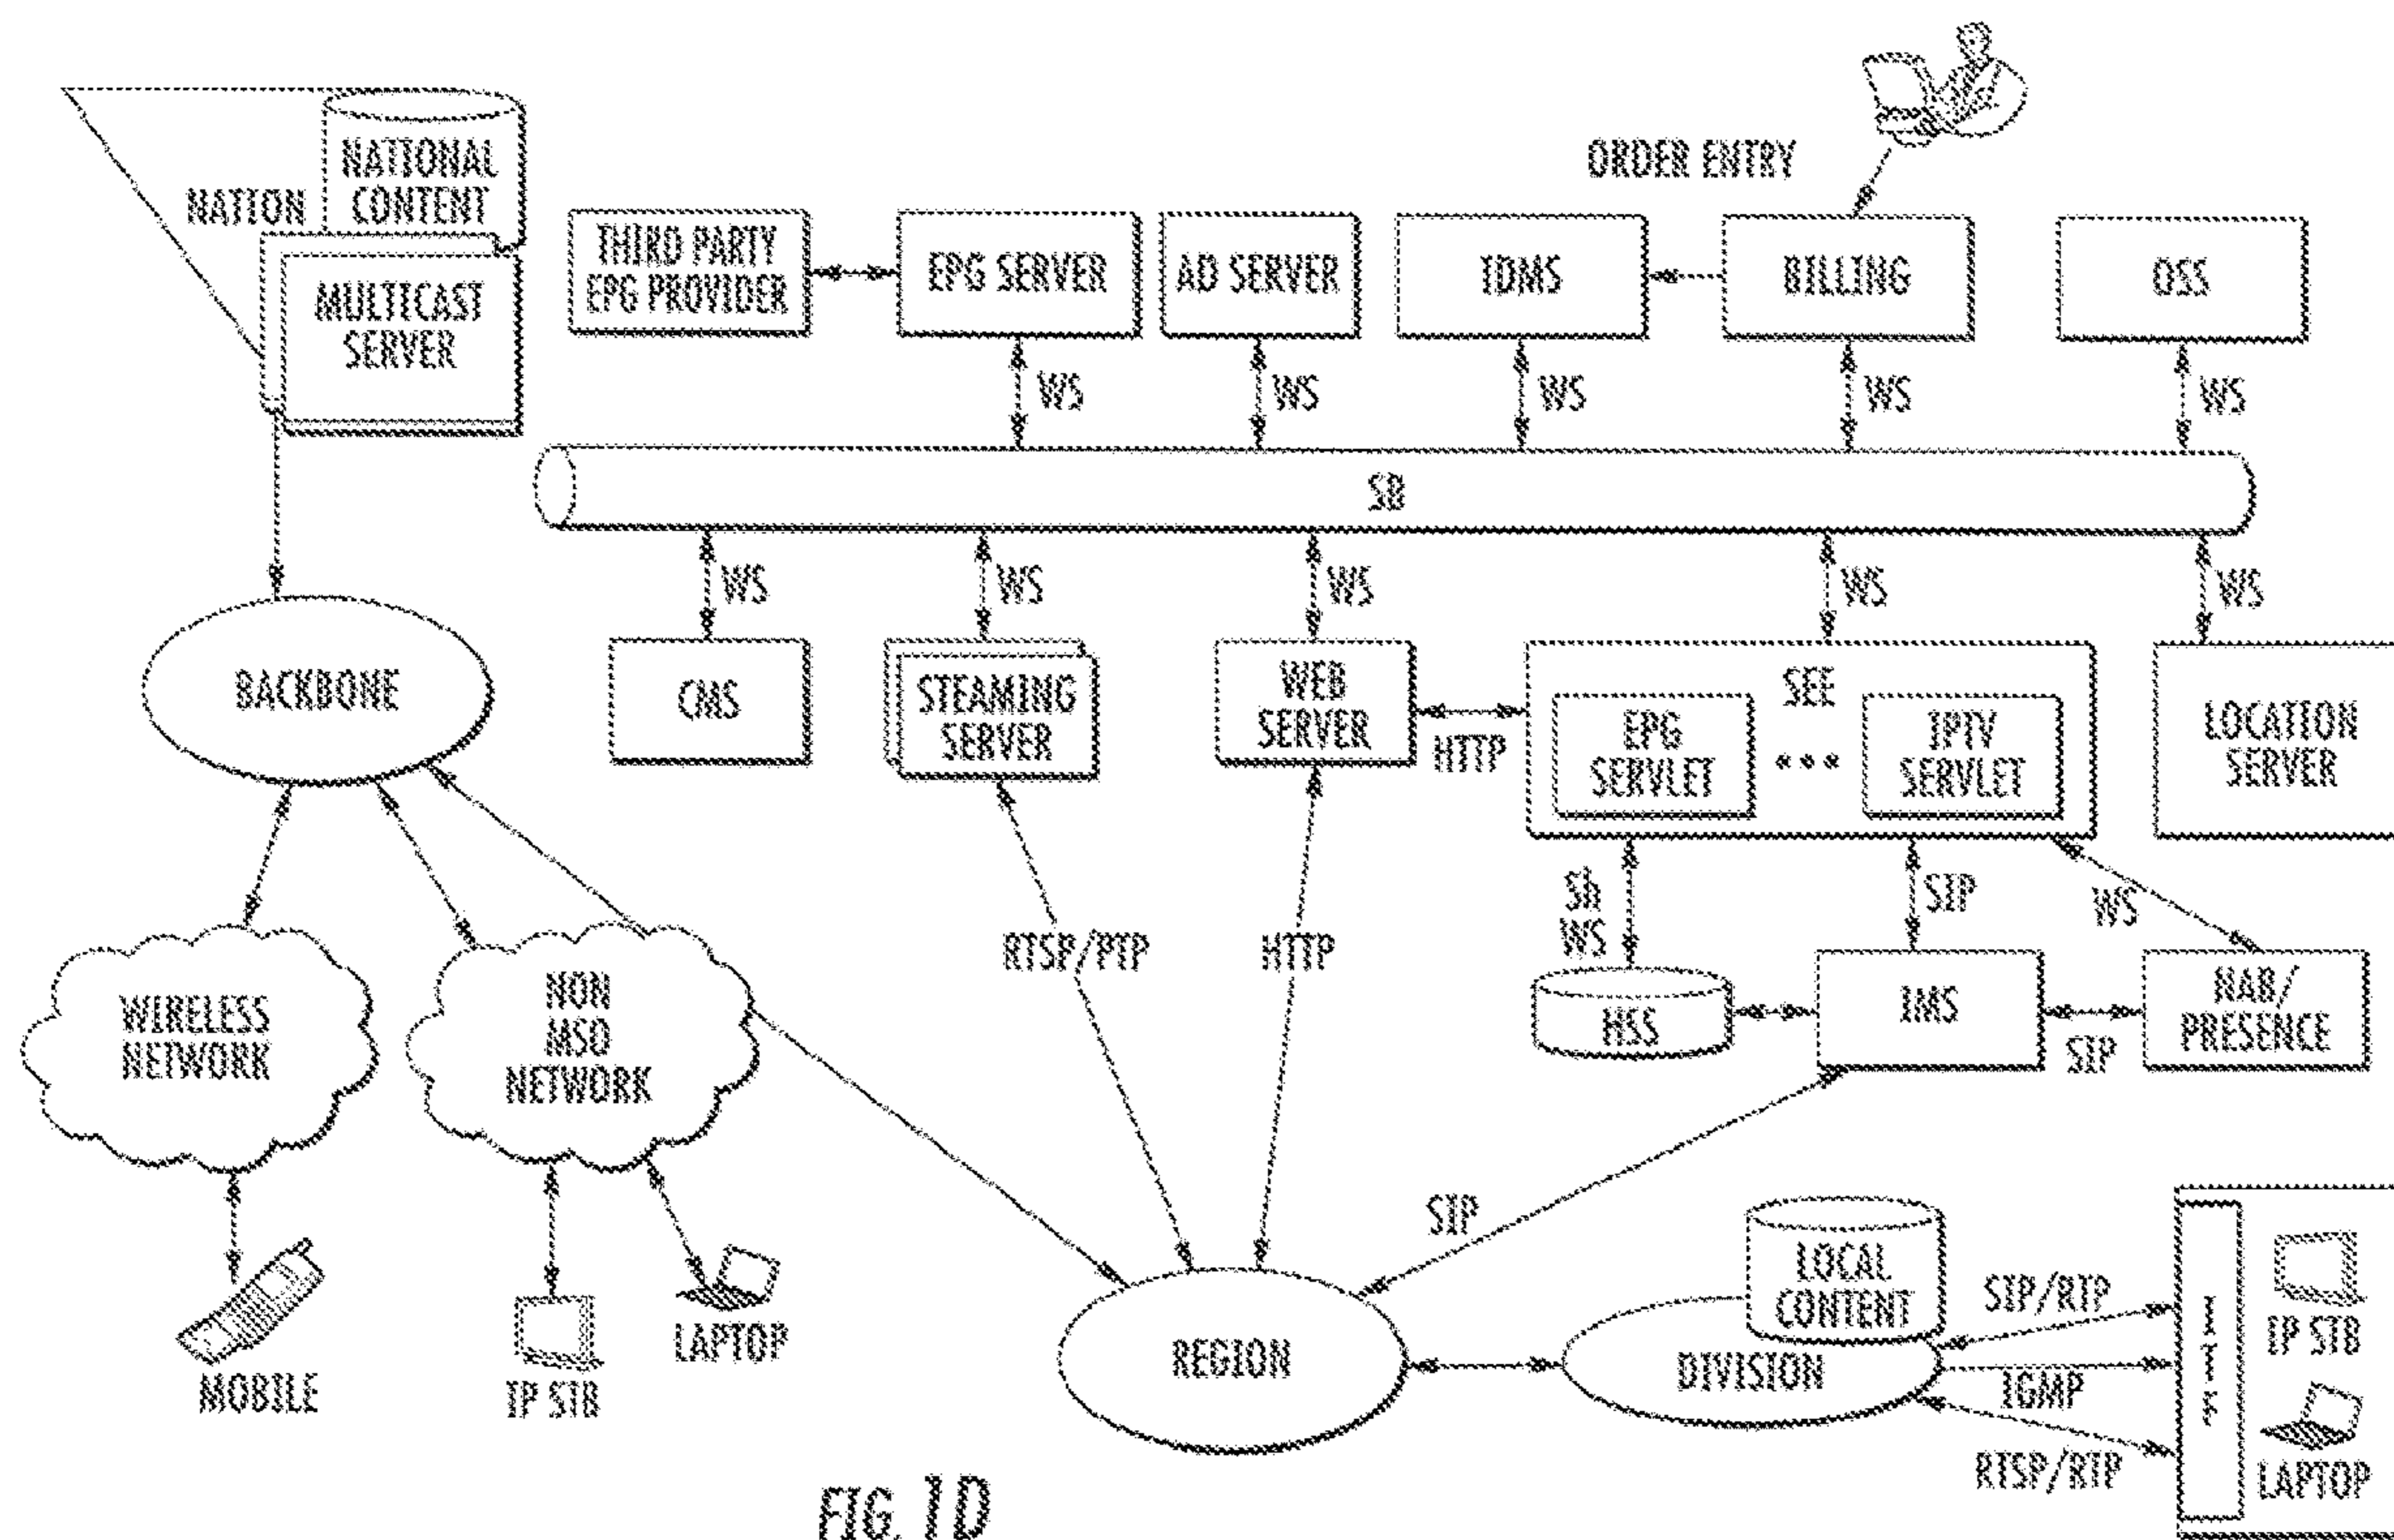 ORDER ENTRY
NATION
NATIONAL
CONTENT
MULTICAST
SERVER
THIRD PARTY
EPG PROVIDER
EPG SERVER
AD SERVER
IDMS
BILLING
OSS
WS
WS
WS
WS
WS
SB
WS
WS
WS
WS
WS
BACKBONE
CMS
STEAMING
SERVER
WEB
SERVER
HTTP
SEE
EPG
SERVLET
•••
IPTV
SERVLET
LOCATION
SERVER
Sh
WS
SIP
WS
RTSP/PTP
HTTP
WIRELESS
NETWORK
NON
MSO
NETWORK
HSS
IMS
SIP
NAB/
PRESENCE
SIP
MOBILE
IP STB
LAPTOP
REGION
LOCAL
CONTENT
DIVISION
SIP/RTP
IGMP
RTSP/RTP
ITF
IP STB
LAPTOP
FIG. 1D